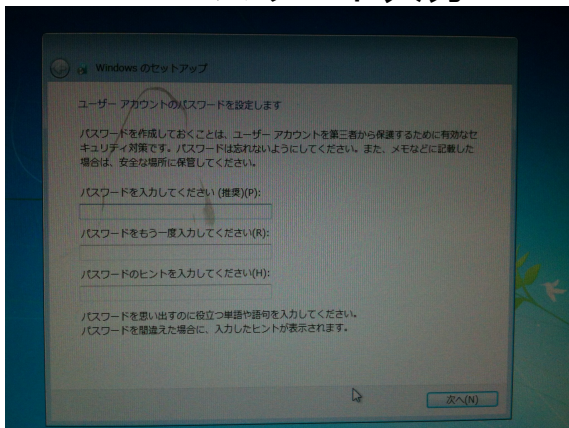 Windows のセットアップ
ユーザー アカウントのパスワードを設定します
パスワードを作成しておくことは、ユーザー アカウントを第三者から保護するために有効なセ
キュリティ対策です。パスワードは忘れないようにしてください。また、メモなどに記載した
場合は、安全な場所に保管してください。
パスワードを入力してください (推奨)(P):
パスワードをもう一度入力してください(R):
パスワードのヒントを入力してください(H):
パスワードを思い出すのに役立つ単語や語句を入力してください。
パスワードを間違えた場合に、入力したヒントが表示されます。
次へ(N)